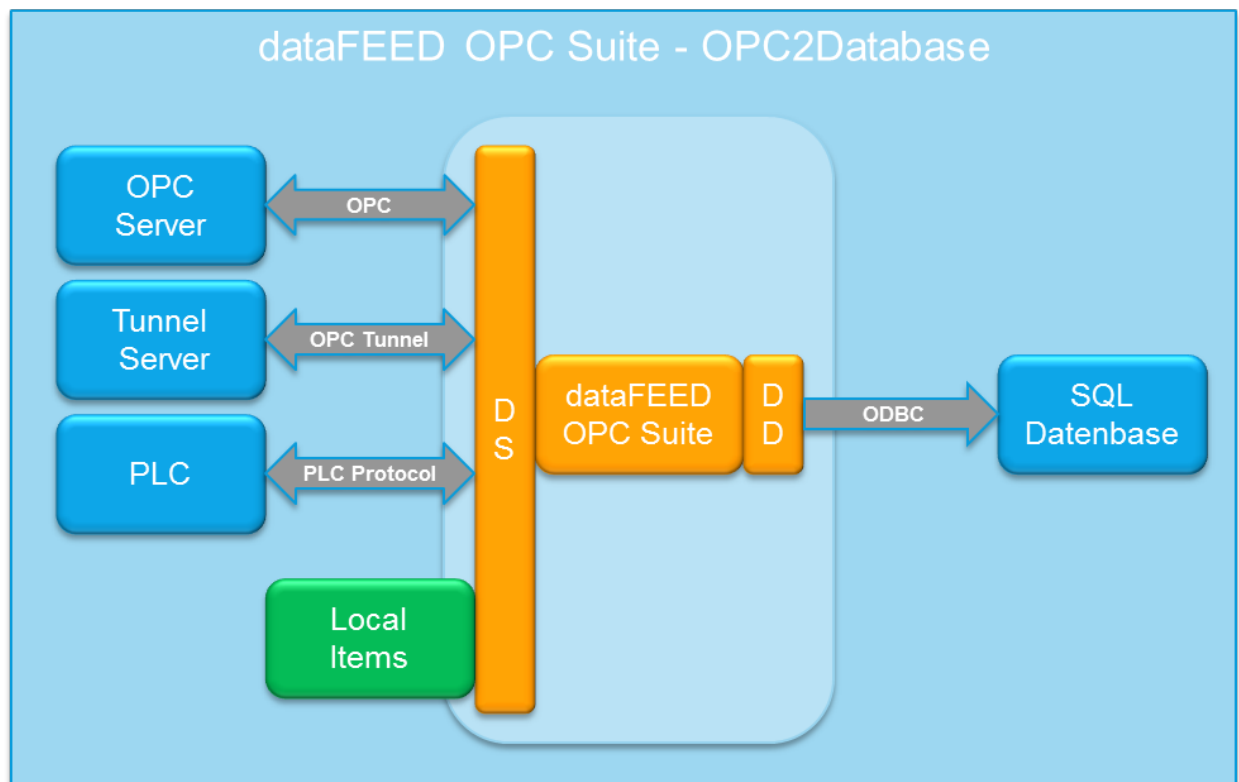 dataFEED OPC Suite - OPC2Database
OPC
Server
OPC
Tunnel
Server
OPC Tunnel
PLC
PLC Protocol
Local
Items
D
S
dataFEED
OPC Suite
D
D
ODBC
SQL
Datenbase